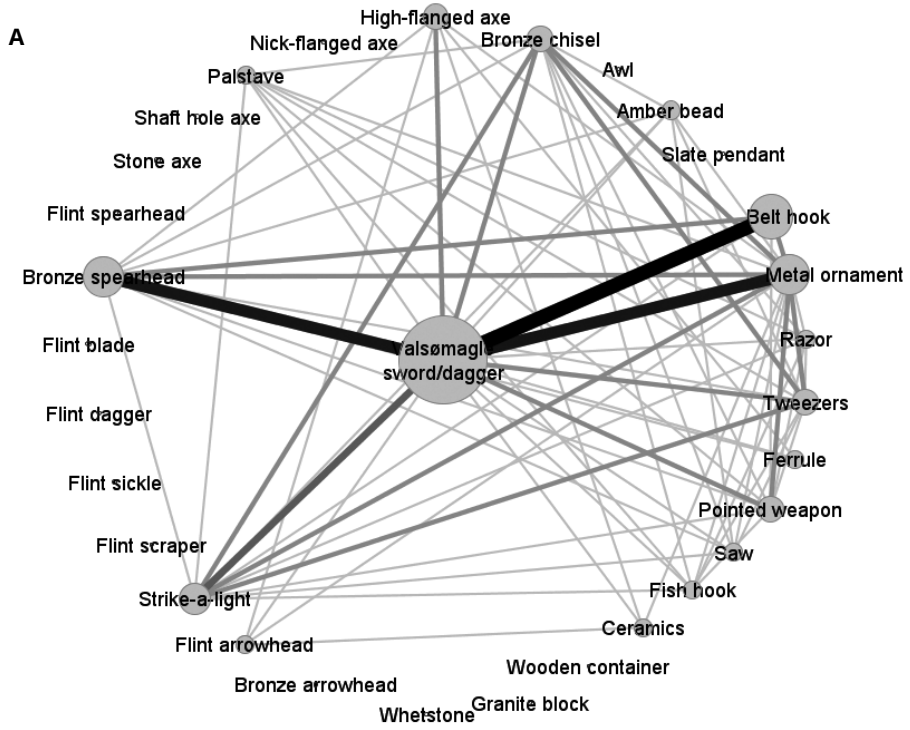 A
High-flanged axe
Nick-flanged axe
Bronze chisel
Palstave
Awl
Amber bead
Shaft hole axe
Stone axe
Slate pendant
Flint spearhead
Belt hook
Bronze spearhead
Metal ornament
Flint blade
Valsømagle
sword/dagger
Razor
Flint dagger
Tweezers
Flint sickle
Ferrule
Pointed weapon
Flint scraper
Saw
Strike-a-light
Fish hook
Flint arrowhead
Ceramics
Wooden container
Bronze arrowhead
Granite block
Whetstone